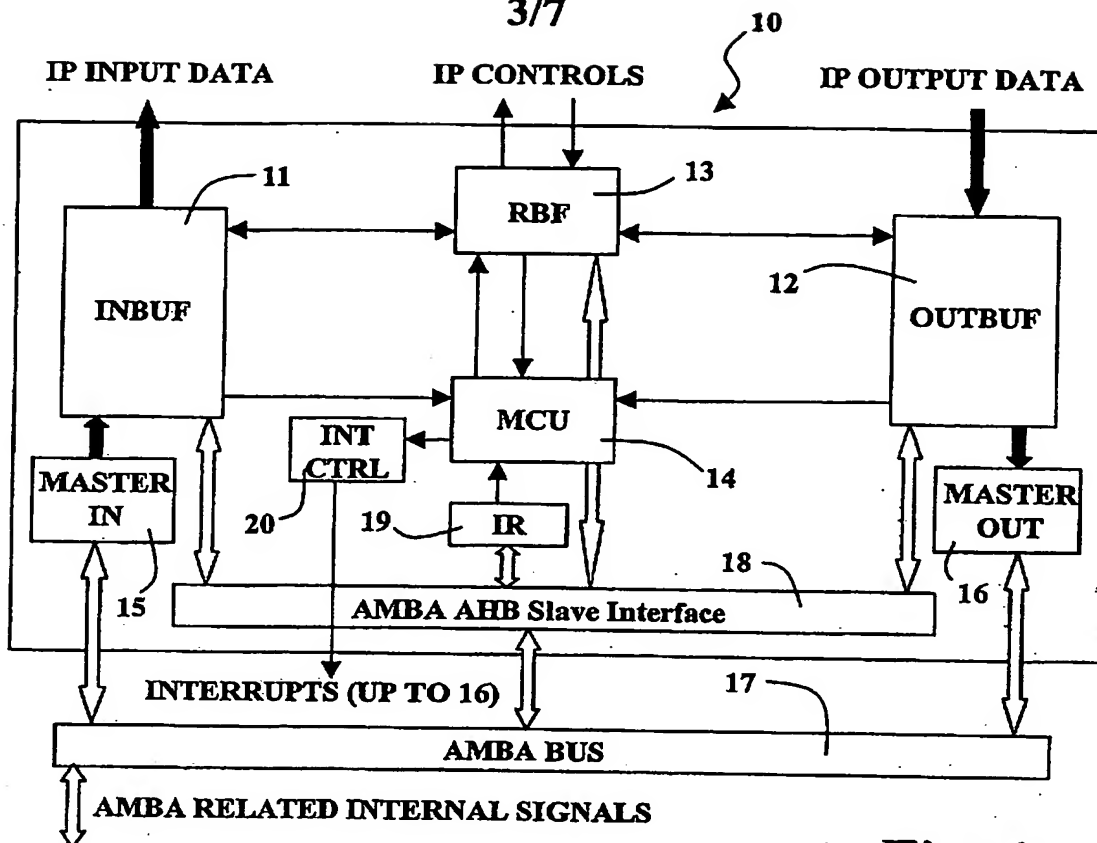 3/7
10
IP INPUT DATA
IP CONTROLS
IP OUTPUT DATA
11
13
RBF
12
INBUF
OUTBUF
MCU
INT
CTRL
14
MASTER
IN
20
19
IR
MASTER
OUT
15
18
16
AMBA AHB Slave Interface
INTERRUPTS (UP TO 16)
17
AMBA BUS
AMBA RELATED INTERNAL SIGNALS